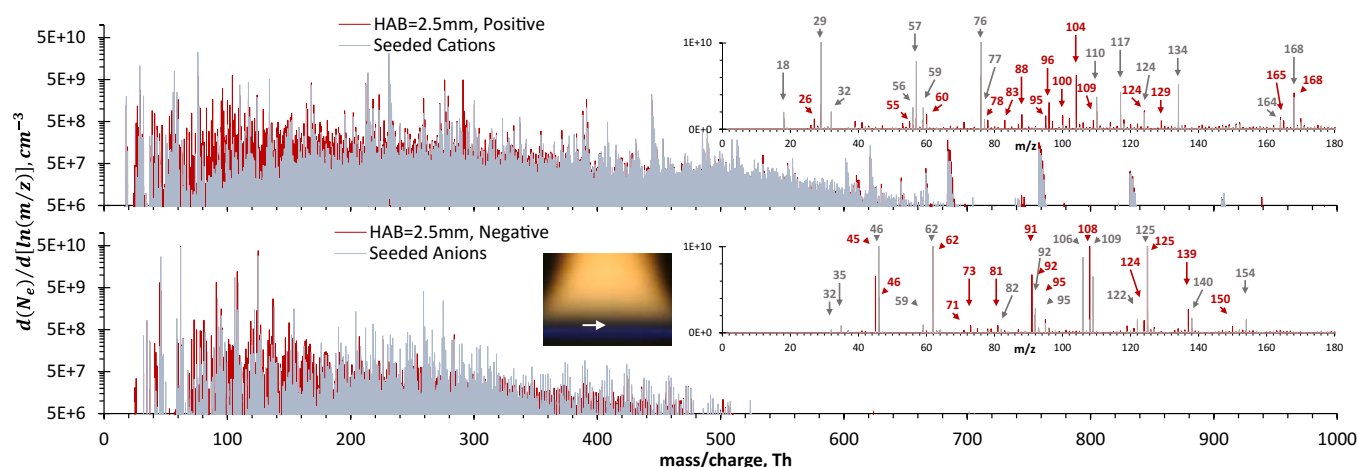 HAB=2.5mm, Positive
Seeded Cations
5E+10
5E+9
5E+8
5E+7
5E+6
1E+10
0E+0
18
29
26
32
57
56
59
55
60
76
77
78
83
88
96
95
100
104
109
110
117
124
124
129
134
164
165
168
168
0 20 40 60 80 100 120 140 160 180
m/z
d(Nₑ)/d[ln(m/z)], cm⁻³
HAB=2.5mm, Negative
Seeded Anions
5E+10
5E+9
5E+8
5E+7
5E+6
1E+10
0E+0
32
35
45
46
46
59
62
62
71
73
81
82
91
92
92
95
95
106
108
109
122
124
125
125
139
140
150
154
0 20 40 60 80 100 120 140 160 180
m/z
0 100 200 300 400 500 600 700 800 900 1000
mass/charge, Th